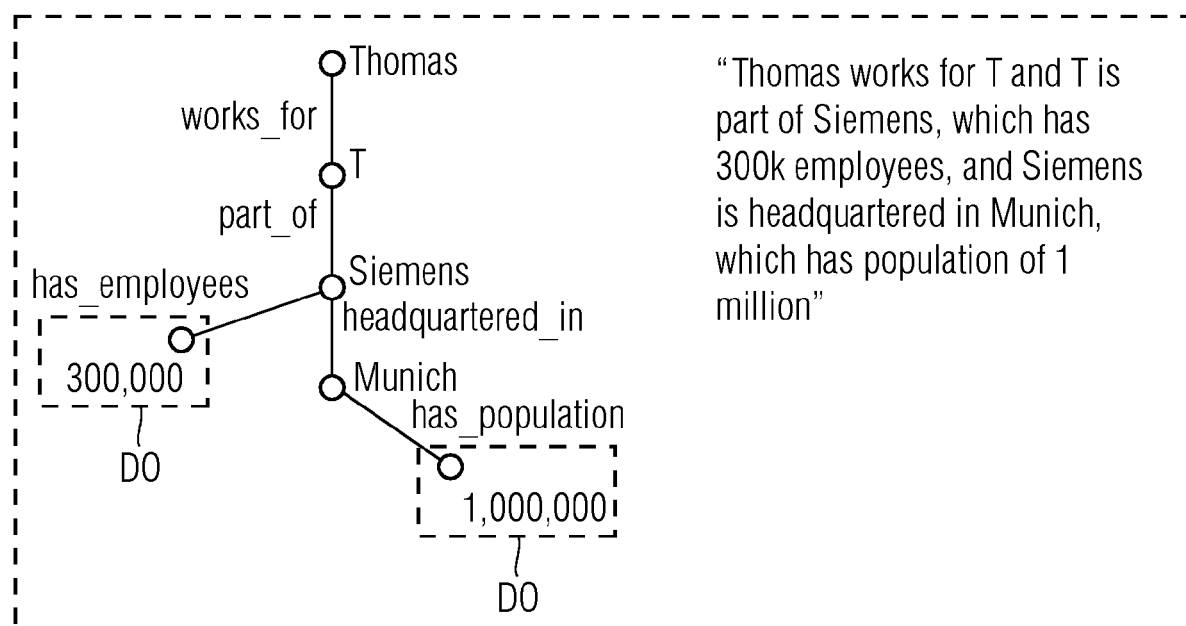 Thomas
works_for
T
part_of
Siemens
has_employees
headquartered_in
300,000
Munich
has_population
DO
1,000,000
DO
“Thomas works for T and T is
part of Siemens, which has
300k employees, and Siemens
is headquartered in Munich,
which has population of 1
million”